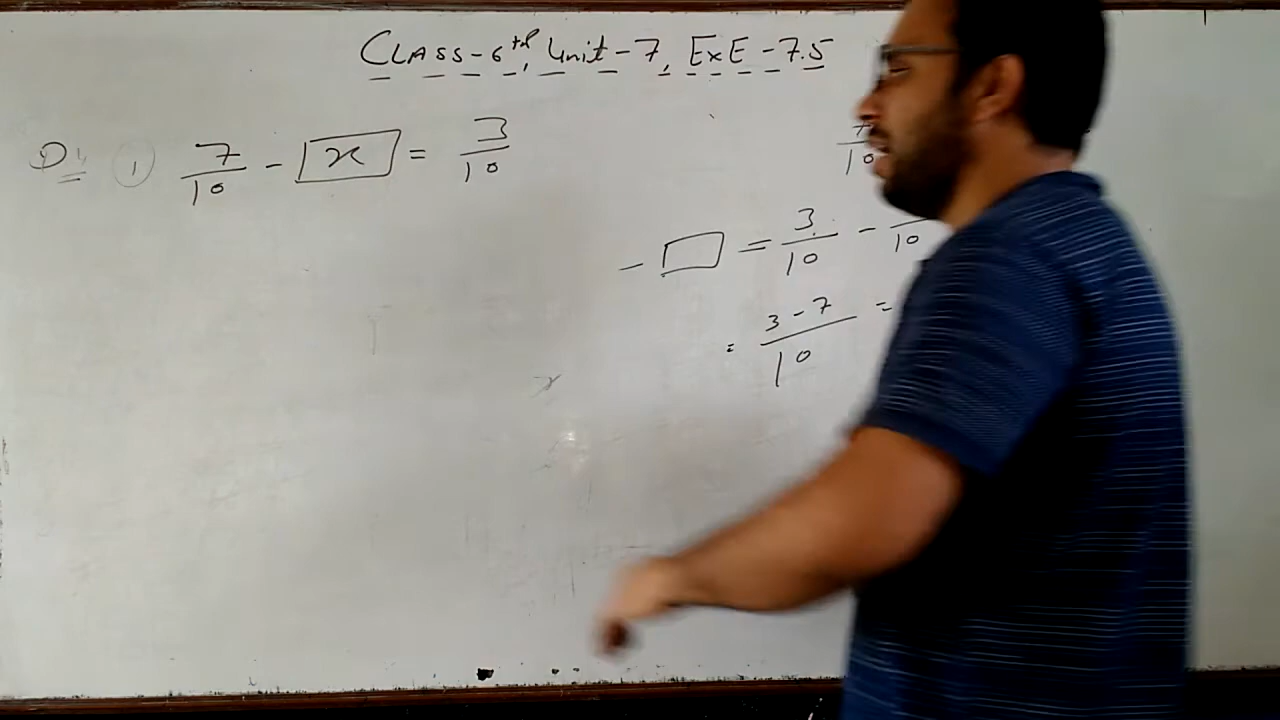 CLASS-6th, Unit-7, ExE-7.5
D: ① 7/10 - [x] = 3/10
7/10
- □ = 3/10 - /10
= 3-7/10 =